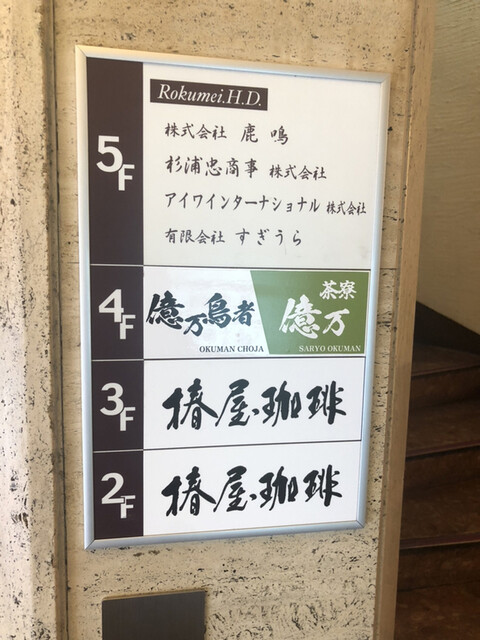 5F
Rokumei.H.D.
株式会社 鹿鳴
杉浦忠商事 株式会社
アイワインターナショナル 株式会社
有限会社 すぎうら
4F
億万鳥者
OKUMAN CHOJA
茶寮
億万
SARYO OKUMAN
3F
椿屋珈琲
2F
椿屋珈琲